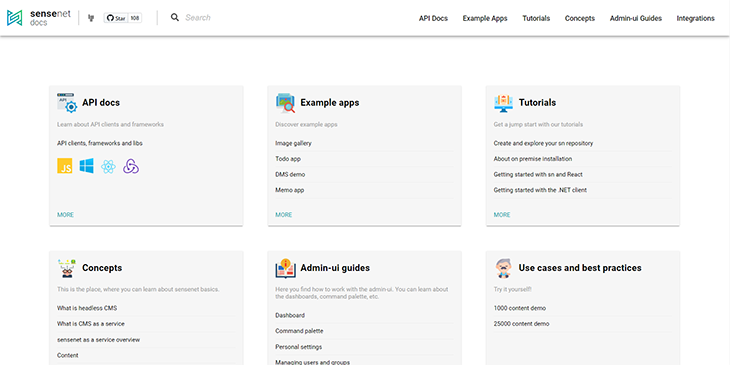 sensenet
docs
Star 108
Search
API Docs
Example Apps
Tutorials
Concepts
Admin-ui Guides
Integrations
API
API docs
Learn about API clients and frameworks
API clients, frameworks and libs
JS
MORE
Example apps
Discover example apps
Image gallery
Todo app
DMS demo
Memo app
MORE
Tutorials
Get a jump start with our tutorials
Create and explore your sn repository
About on premise installation
Getting started with sn and React
Getting started with the .NET client
MORE
Concepts
This is the place, where you can learn about sensenet basics.
What is headless CMS
What is CMS as a service
sensenet as a service overview
Content
Admin-ui guides
Here you find how to work with the admin-ui. You can learn about
the dashboards, command palette, etc.
Dashboard
Command palette
Personal settings
Managing users and groups
Use cases and best practices
Try it yourself!
1000 content demo
25000 content demo